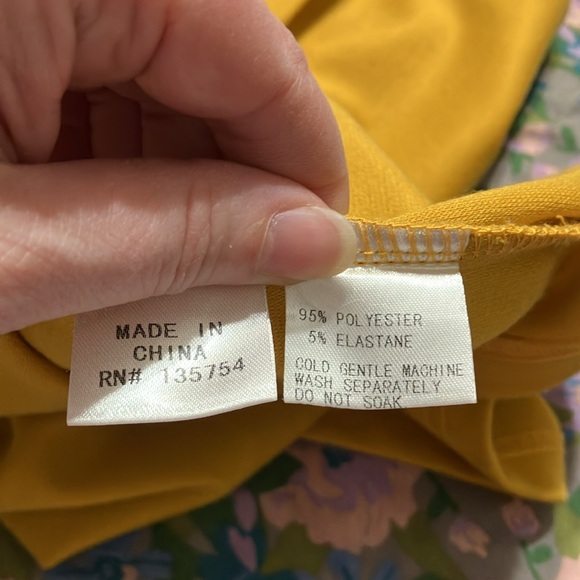 MADE IN
CHINA
RN# 135754
95% POLYESTER
5% ELASTANE
COLD GENTLE MACHINE
WASH SEPARATELY
DO NOT SOAK